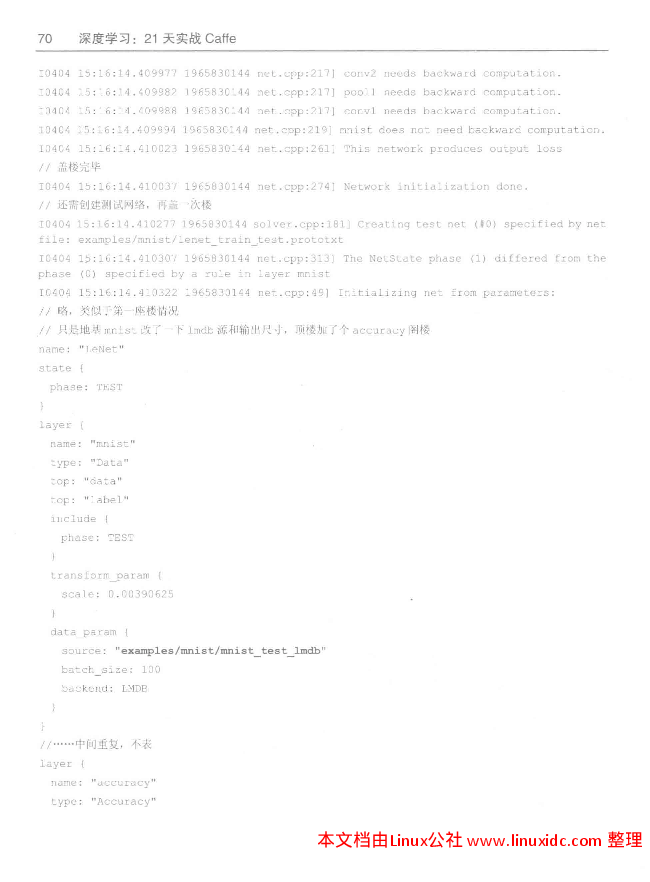 70 深度学习：21 天实战 Caffe
I0404 15:16:14.409977 1965830144 net.cpp:217] conv2 needs backward computation.
I0404 15:16:14.409982 1965830144 net.cpp:217] pool1 needs backward computation.
I0404 15:16:14.409988 1965830144 net.cpp:217] conv1 needs backward computation.
I0404 15:16:14.409994 1965830144 net.cpp:219] mnist does not need backward computation.
I0404 15:16:14.410023 1965830144 net.cpp:261] This network produces output loss
// 盖楼完毕
I0404 15:16:14.410037 1965830144 net.cpp:274] Network initialization done.
// 还需创建测试网络，再盖一次楼
I0404 15:16:14.410277 1965830144 solver.cpp:181] Creating test net (#0) specified by net
file: examples/mnist/lenet_train_test.prototxt
I0404 15:16:14.410307 1965830144 net.cpp:313] The NetState phase (1) differed from the
phase (0) specified by a rule in layer mnist
I0404 15:16:14.410322 1965830144 net.cpp:49] Initializing net from parameters:
// 略，类似于第一座楼情况
// 只是地基 mnist 改了一下 lmdb 源和输出尺寸，顶楼加了个 accuracy 阁楼
name: "LeNet"
state {
phase: TEST
}
layer {
name: "mnist"
type: "Data"
top: "data"
top: "label"
include {
phase: TEST
}
transform_param {
scale: 0.00390625
}
data_param {
source: "examples/mnist/mnist_test_lmdb"
batch_size: 100
backend: LMDB
}
}
//……中间重复，不表
layer {
name: "accuracy"
type: "Accuracy"
本文档由Linux公社 www.linuxidc.com 整理